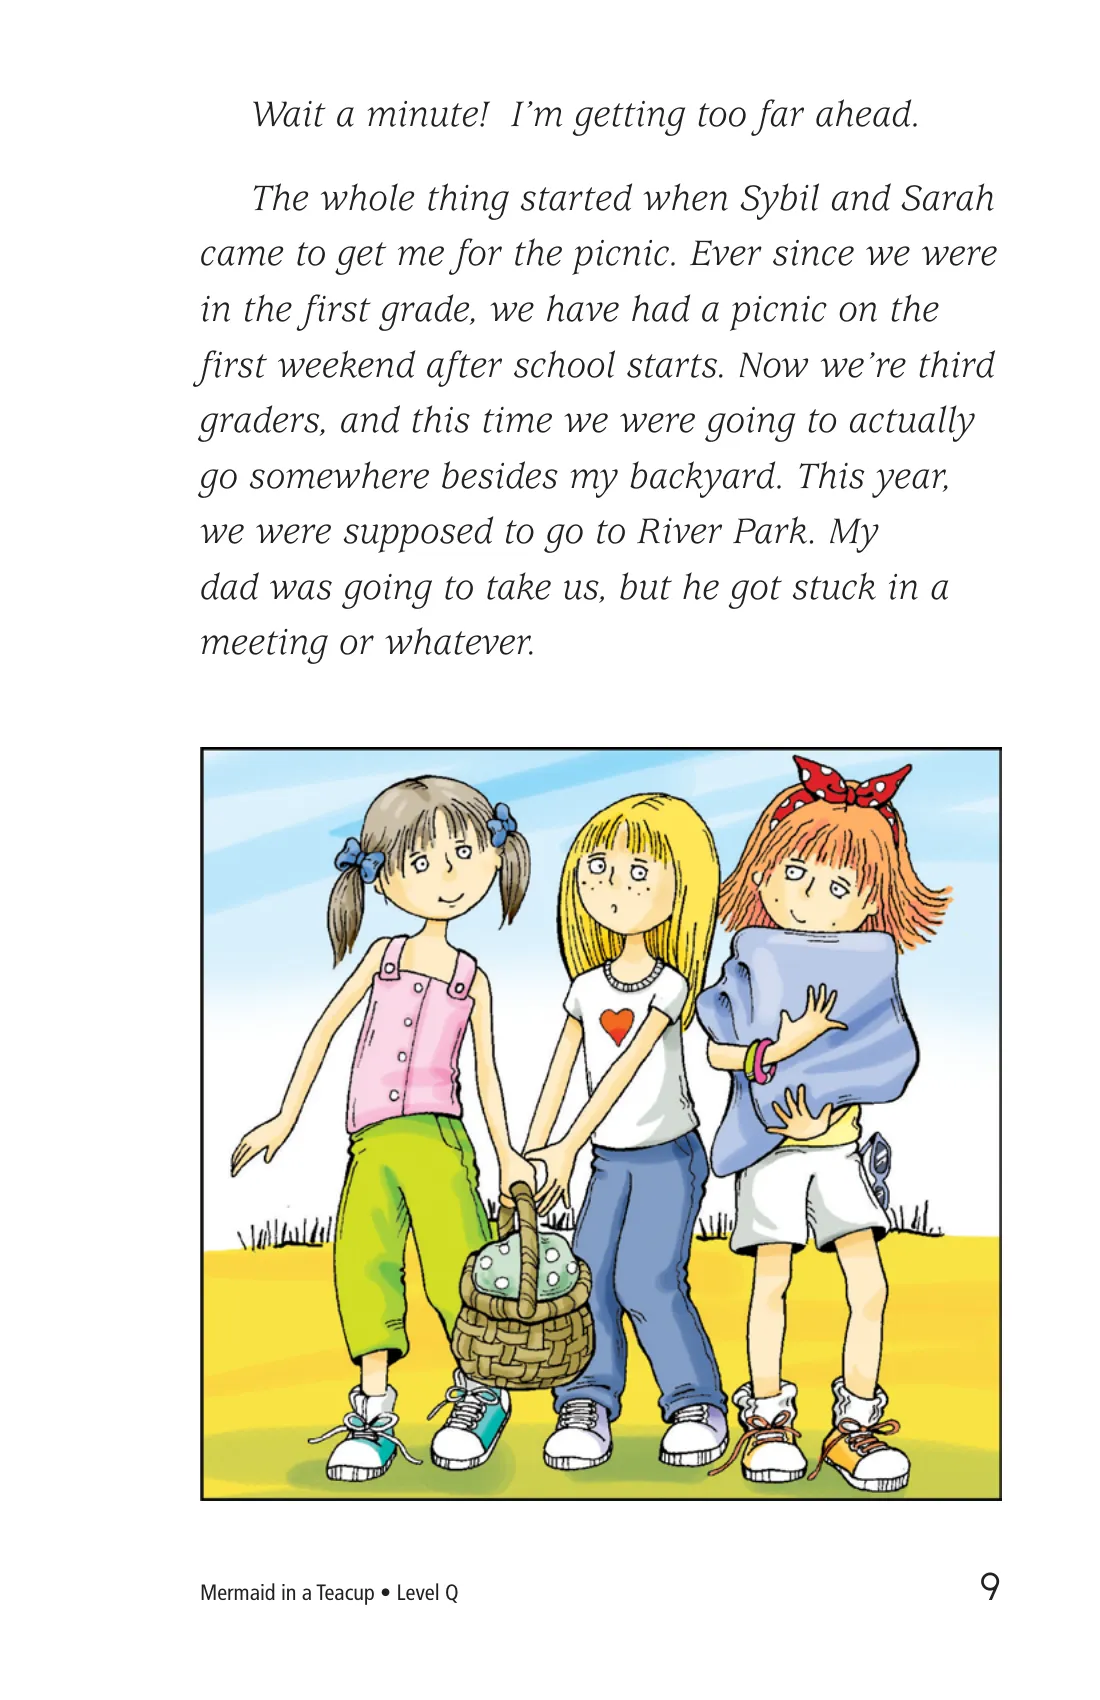 Wait a minute!  I’m getting too far ahead.
The whole thing started when Sybil and Sarah
came to get me for the picnic. Ever since we were
in the first grade, we have had a picnic on the
first weekend after school starts. Now we’re third
graders, and this time we were going to actually
go somewhere besides my backyard. This year,
we were supposed to go to River Park. My
dad was going to take us, but he got stuck in a
meeting or whatever.
Mermaid in a Teacup • Level Q
9